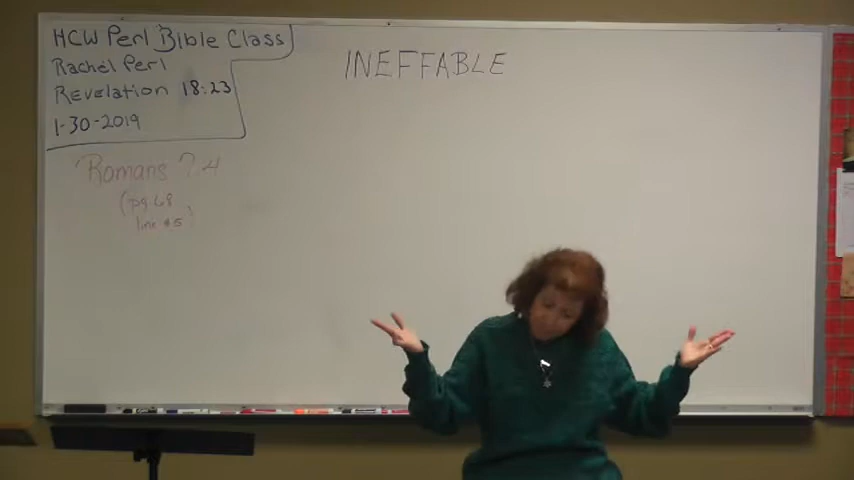 HCW Perl Bible Class
Rachel Perl
Revelation 18:23
1-30-2019
INEFFABLE
Romans 7:4
(pg 68
line #5)